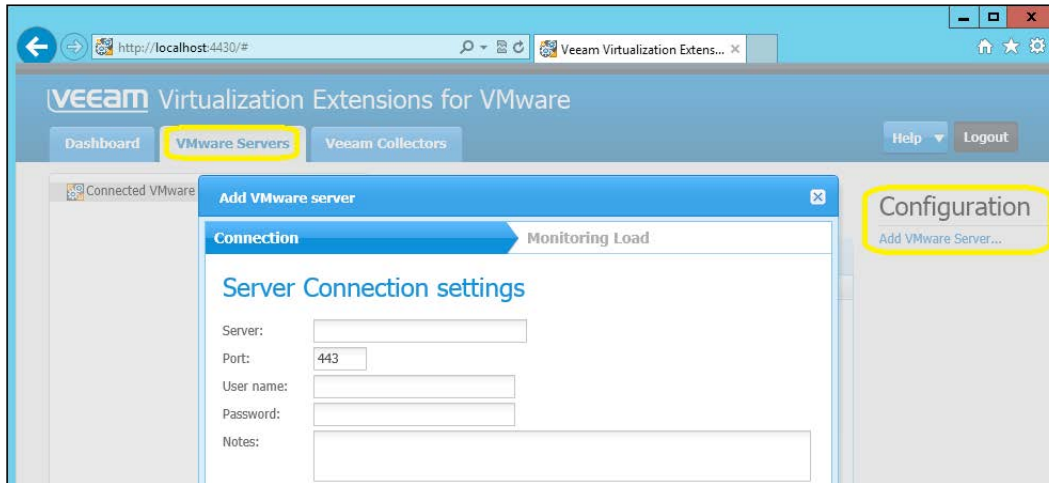 http://localhost:4430/#
Veeam Virtualization Extens...
veeam Virtualization Extensions for VMware
Dashboard
VMware Servers
Veeam Collectors
Help
Logout
Connected VMware
Add VMware server
Configuration
Add VMware Server...
Connection
Monitoring Load
Server Connection settings
Server:
Port: 443
User name:
Password:
Notes: